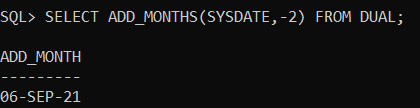 SQL> SELECT ADD_MONTHS(SYSDATE,-2) FROM DUAL;
ADD_MONTH
---------
06-SEP-21